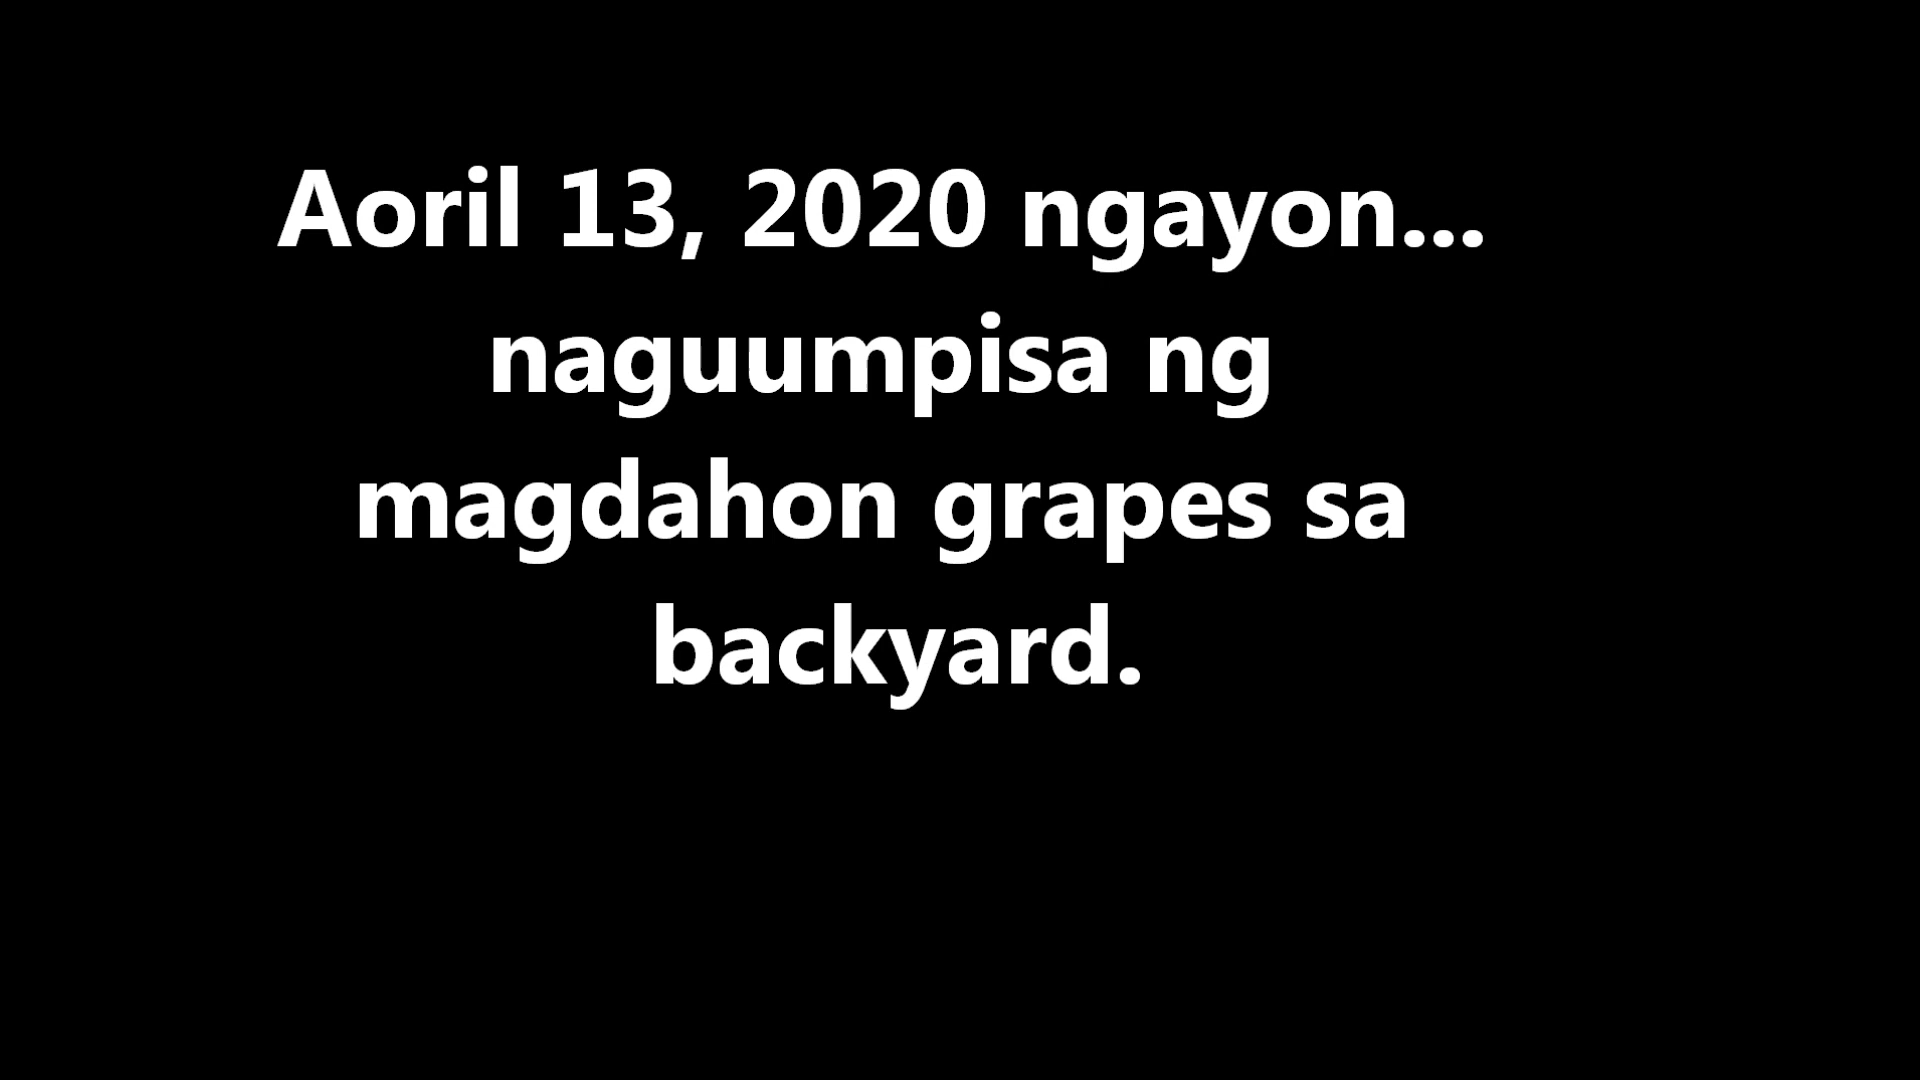 Aoril 13, 2020 ngayon...
naguumpisa ng
magdahon grapes sa
backyard.